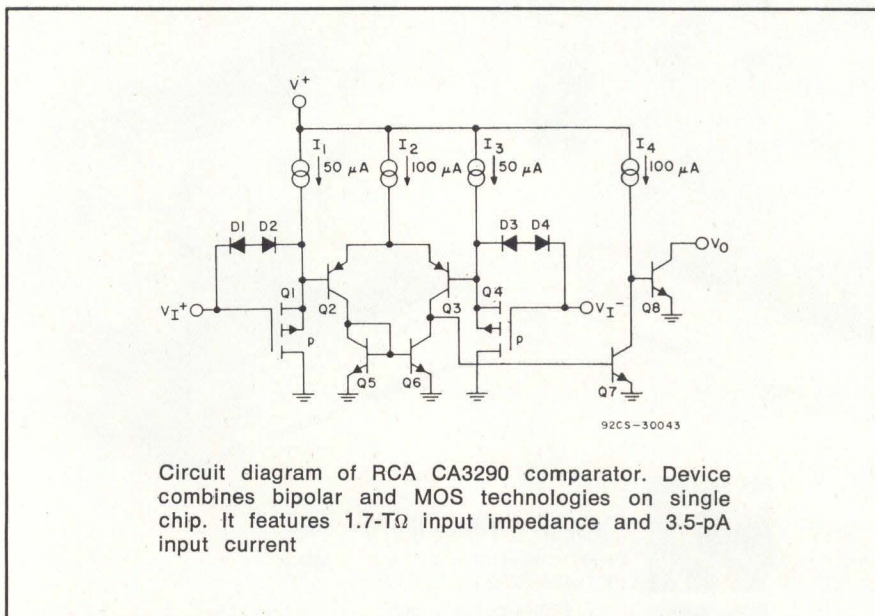 V+
I1 I2 I3 I4
50 μA 100 μA 50 μA 100 μA
D1 D2 D3 D4
VO
Q1 Q2 Q3 Q4 Q8
VI+ VI-
p p
Q5 Q6 Q7
92CS-30043
Circuit diagram of RCA CA3290 comparator. Device
combines bipolar and MOS technologies on single
chip. It features 1.7-TΩ input impedance and 3.5-pA
input current